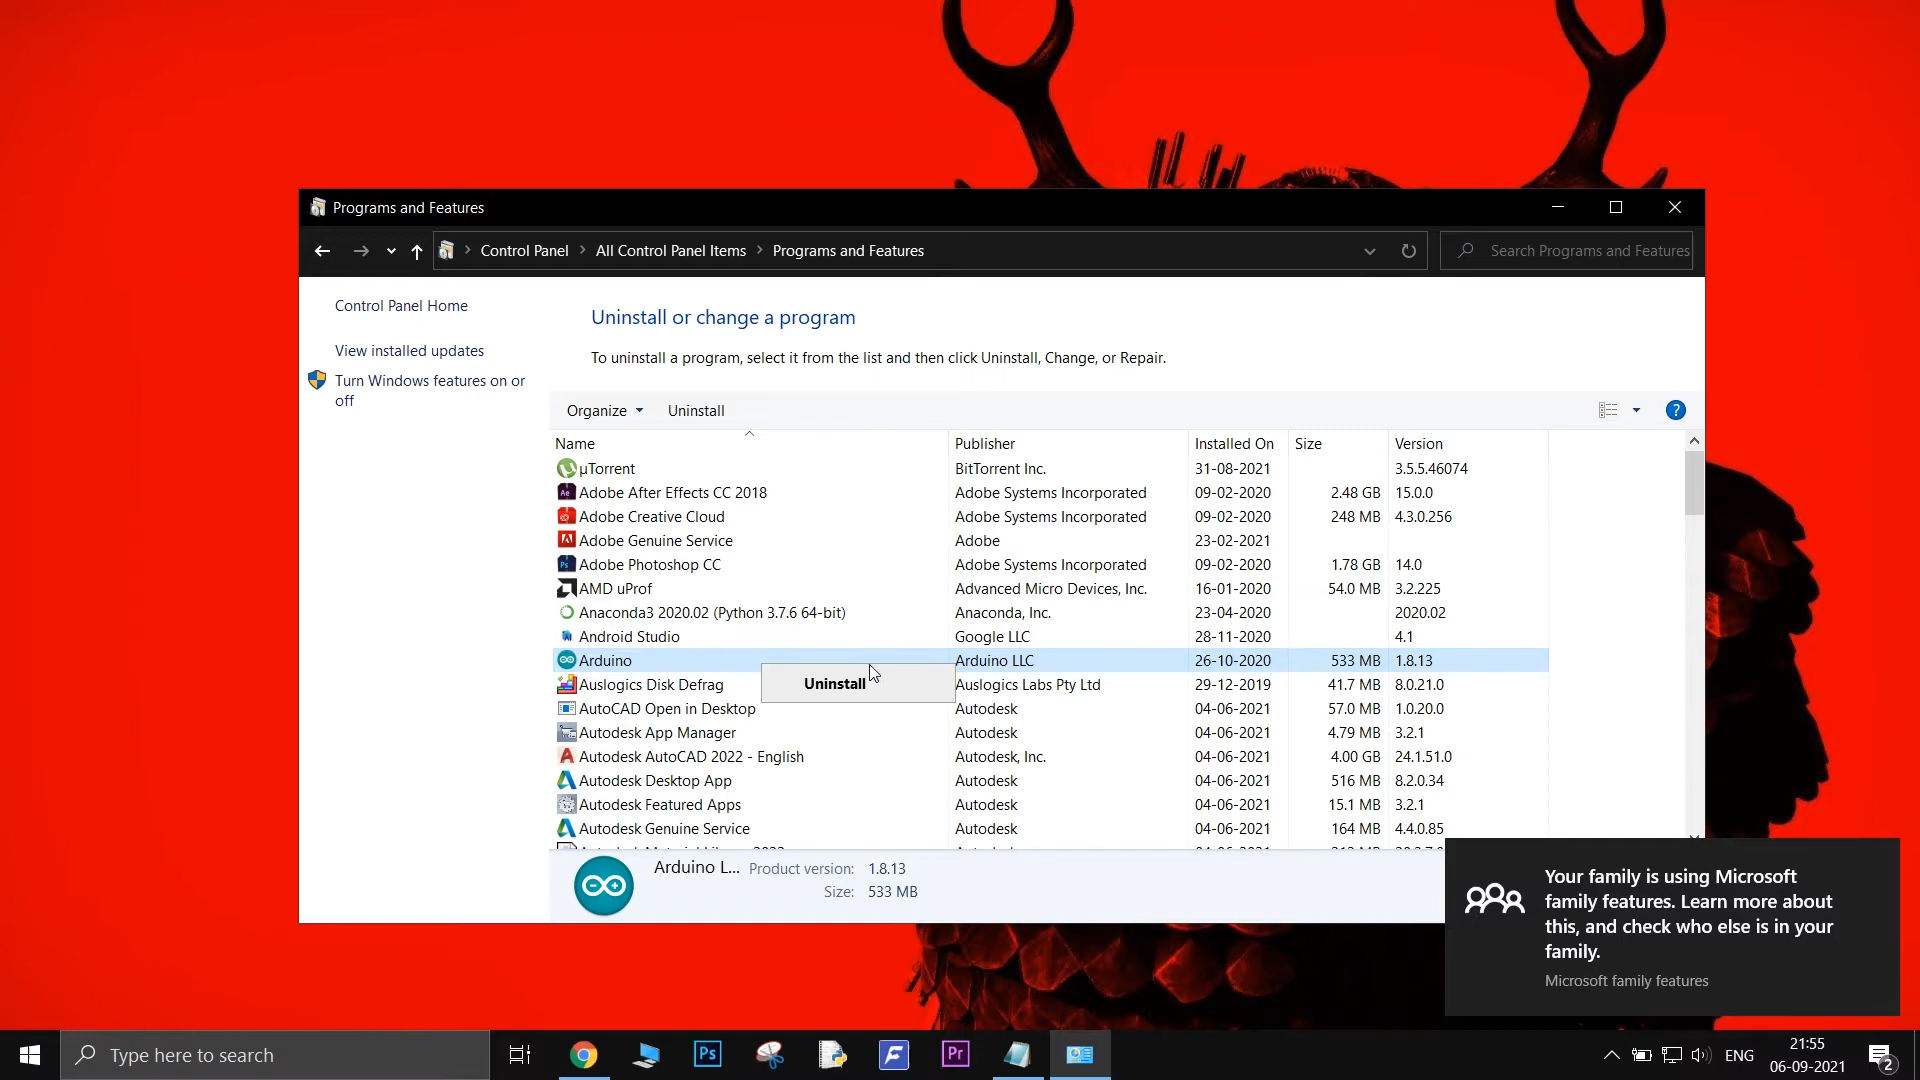 Programs and Features
Control Panel All Control Panel Items Programs and Features
Search Programs and Features
Control Panel Home
View installed updates
Turn Windows features on or
off
Uninstall or change a program
To uninstall a program, select it from the list and then click Uninstall, Change, or Repair.
Organize Uninstall
Name Publisher Installed On Size Version
µTorrent BitTorrent Inc. 31-08-2021 3.5.5.46074
Adobe After Effects CC 2018 Adobe Systems Incorporated 09-02-2020 2.48 GB 15.0.0
Adobe Creative Cloud Adobe Systems Incorporated 09-02-2020 248 MB 4.3.0.256
Adobe Genuine Service Adobe 23-02-2021
Adobe Photoshop CC Adobe Systems Incorporated 09-02-2020 1.78 GB 14.0
AMD uProf Advanced Micro Devices, Inc. 16-01-2020 54.0 MB 3.2.225
Anaconda3 2020.02 (Python 3.7.6 64-bit) Anaconda, Inc. 23-04-2020 2020.02
Android Studio Google LLC 28-11-2020 4.1
Arduino Arduino LLC 26-10-2020 533 MB 1.8.13
Uninstall
Auslogics Disk Defrag Auslogics Labs Pty Ltd 29-12-2019 41.7 MB 8.0.21.0
AutoCAD Open in Desktop Autodesk 04-06-2021 57.0 MB 1.0.20.0
Autodesk App Manager Autodesk 04-06-2021 4.79 MB 3.2.1
Autodesk AutoCAD 2022 - English Autodesk, Inc. 04-06-2021 4.00 GB 24.1.51.0
Autodesk Desktop App Autodesk 04-06-2021 516 MB 8.2.0.34
Autodesk Featured Apps Autodesk 04-06-2021 15.1 MB 3.2.1
Autodesk Genuine Service Autodesk 04-06-2021 164 MB 4.4.0.85
Arduino L... Product version: 1.8.13
Size: 533 MB
Your family is using Microsoft
family features. Learn more about
this, and check who else is in your
family.
Microsoft family features
Type here to search
Ps
Pr
ENG
21:55
06-09-2021
2